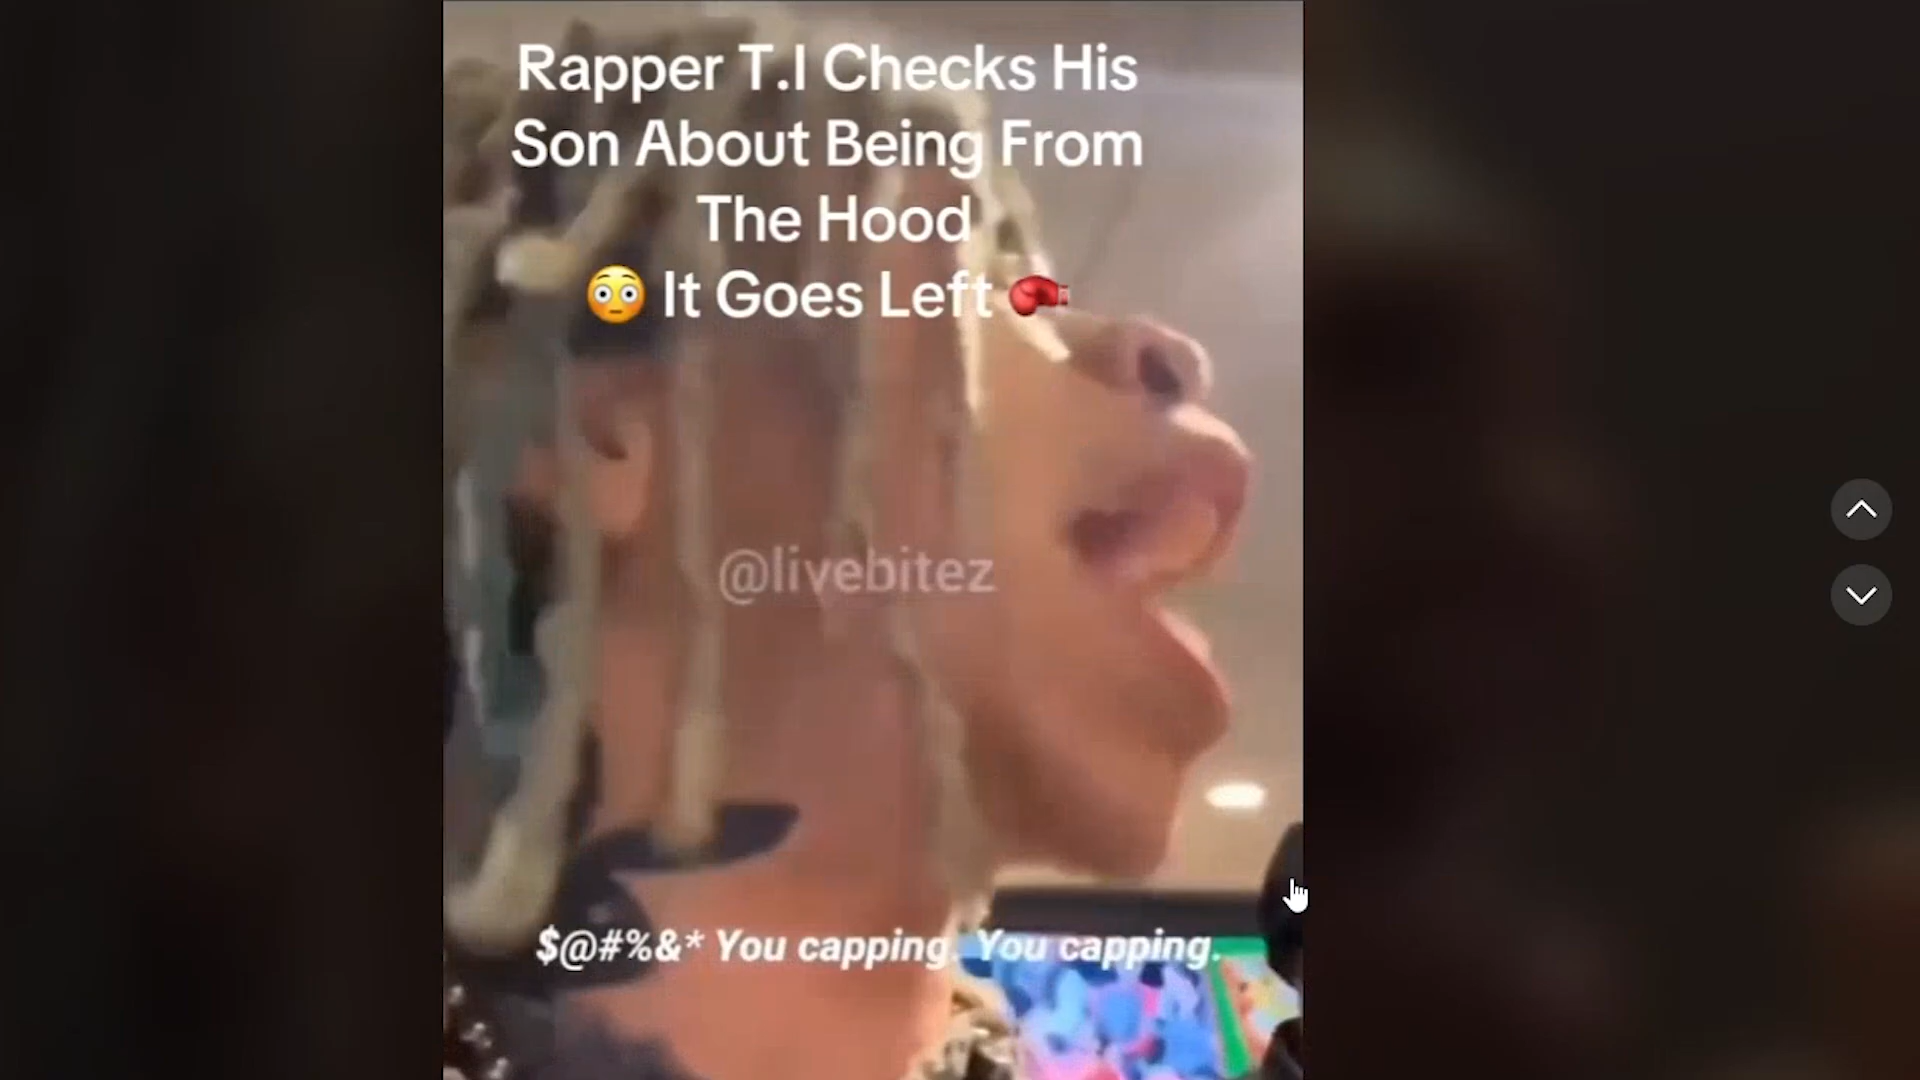 Rapper T.I Checks His
Son About Being From
The Hood
😳 It Goes Left 🥊
@livebitez
$@#%&* You capping. You capping.